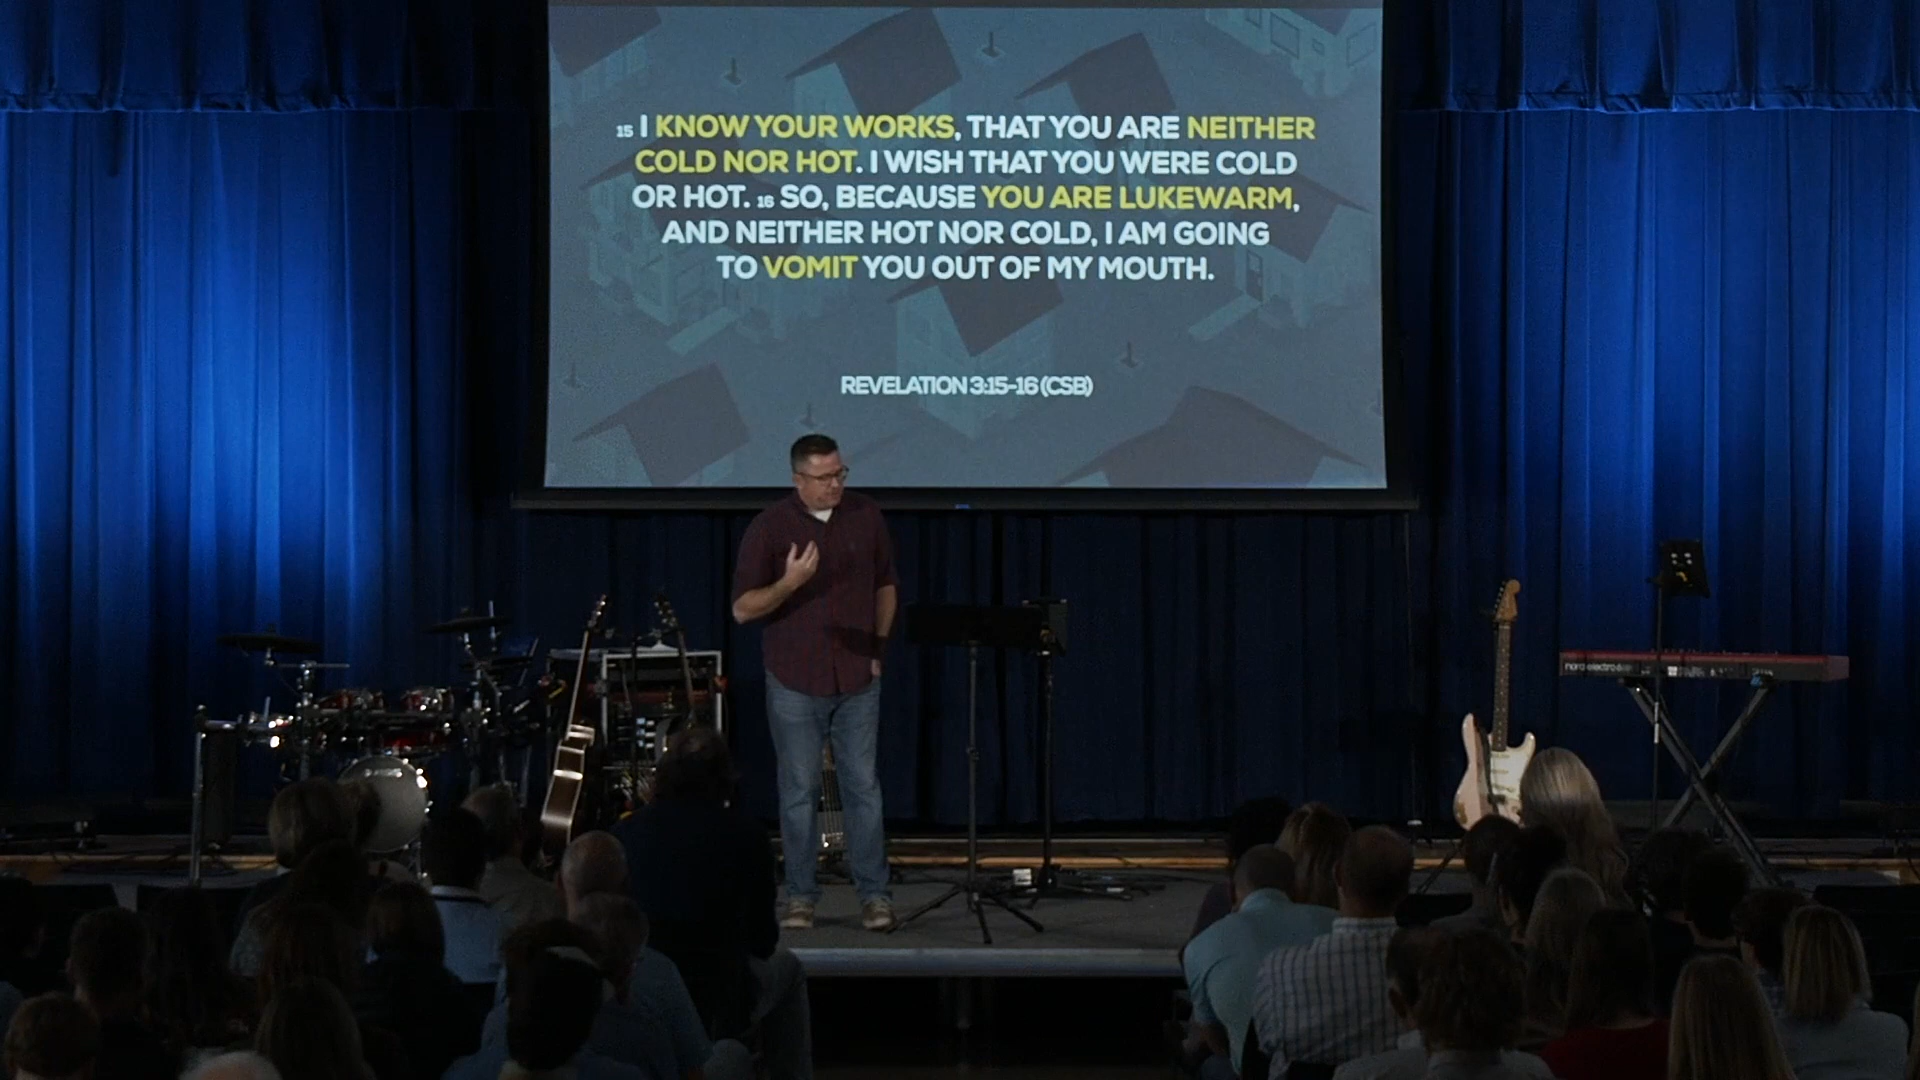 15 I KNOW YOUR WORKS, THAT YOU ARE NEITHER
COLD NOR HOT. I WISH THAT YOU WERE COLD
OR HOT. 16 SO, BECAUSE YOU ARE LUKEWARM,
AND NEITHER HOT NOR COLD, I AM GOING
TO VOMIT YOU OUT OF MY MOUTH.
REVELATION 3:15-16 (CSB)
nord electro